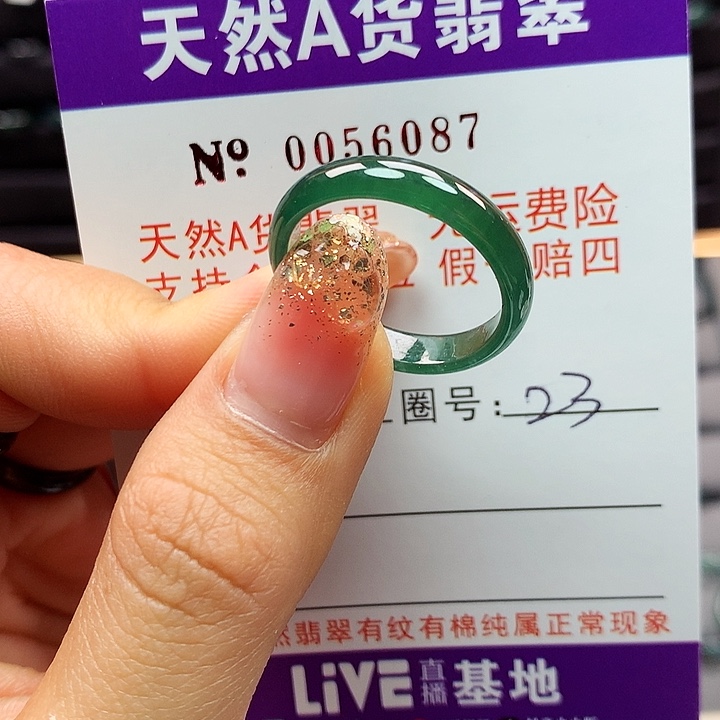 天然A货翡翠
Nº 0056087
天然A货翡翠 运费险
支持 假 赔四
圈号: 23
翡翠有纹有棉纯属正常现象
LiVE 直播 基地